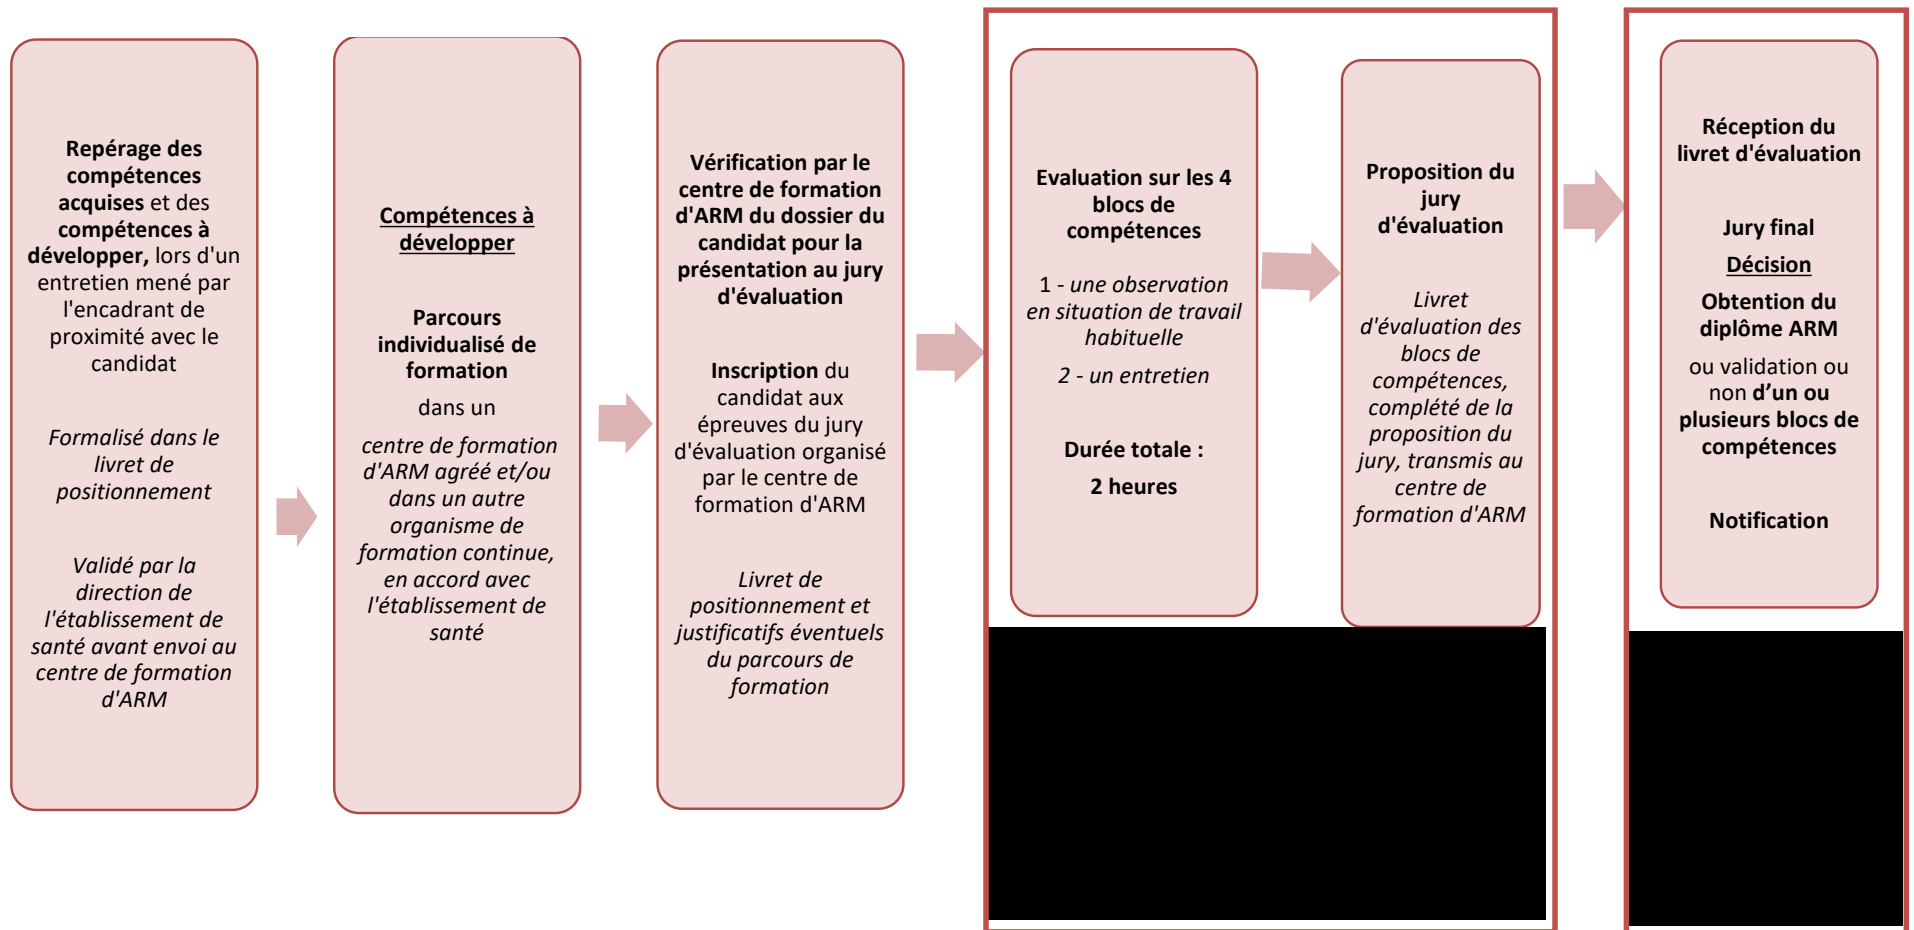 Repérage des
compétences
acquises et des
compétences à
développer, lors d'un
entretien mené par
l'encadrant de
proximité avec le
candidat
Formalisé dans le
livret de
positionnement
Validé par la
direction de
l'établissement de
santé avant envoi au
centre de formation
d'ARM
Compétences à
développer
Parcours
individualisé de
formation
dans un
centre de formation
d'ARM agréé et/ou
dans un autre
organisme de
formation continue,
en accord avec
l'établissement de
santé
Vérification par le
centre de formation
d'ARM du dossier du
candidat pour la
présentation au jury
d'évaluation
Inscription du
candidat aux
épreuves du jury
d'évaluation organisé
par le centre de
formation d'ARM
Livret de
positionnement et
justificatifs éventuels
du parcours de
formation
Evaluation sur les 4
blocs de
compétences
1 - une observation
en situation de travail
habituelle
2 - un entretien
Durée totale :
2 heures
Proposition du
jury
d'évaluation
Livret
d'évaluation des
blocs de
compétences,
complété de la
proposition du
jury, transmis au
centre de
formation d'ARM
Réception du
livret d'évaluation
Jury final
Décision
Obtention du
diplôme ARM
ou validation ou
non d’un ou
plusieurs blocs de
compétences
Notification